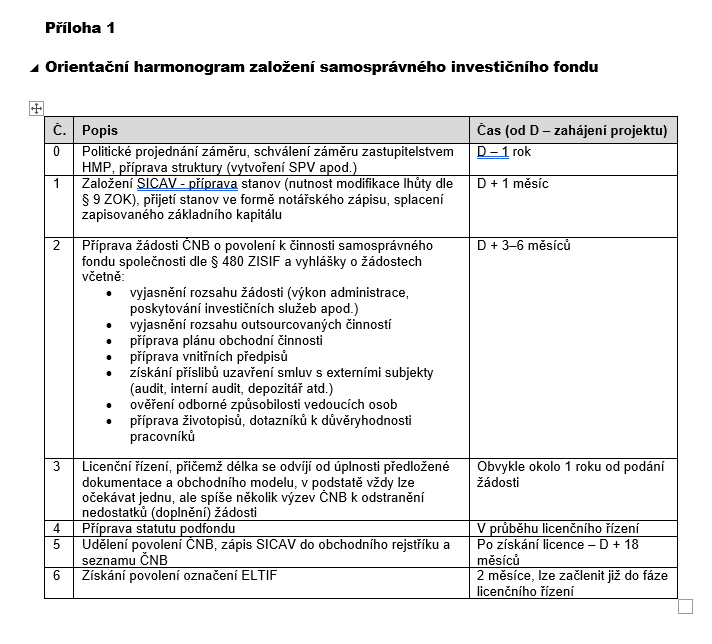 Příloha 1
Orientační harmonogram založení samosprávného investičního fondu
Č. Popis Čas (od D – zahájení projektu)
0 Politické projednání záměru, schválení záměru zastupitelstvem D – 1 rok
HMP, příprava struktury (vytvoření SPV apod.)
1 Založení SICAV - příprava stanov (nutnost modifikace lhůty dle D + 1 měsíc
§ 9 ZOK), přijetí stanov ve formě notářského zápisu, splacení
zapisovaného základního kapitálu
2 Příprava žádosti ČNB o povolení k činnosti samosprávného D + 3–6 měsíců
fondu společnosti dle § 480 ZISIF a vyhlášky o žádostech
včetně:
• vyjasnění rozsahu žádosti (výkon administrace,
poskytování investičních služeb apod.)
• vyjasnění rozsahu outsourcovaných činností
• příprava plánu obchodní činnosti
• příprava vnitřních předpisů
• získání příslibů uzavření smluv s externími subjekty
(audit, interní audit, depozitář atd.)
• ověření odborné způsobilosti vedoucích osob
• příprava životopisů, dotazníků k důvěryhodnosti
pracovníků
3 Licenční řízení, přičemž délka se odvíjí od úplnosti předložené Obvykle okolo 1 roku od podání
dokumentace a obchodního modelu, v podstatě vždy lze žádosti
očekávat jednu, ale spíše několik výzev ČNB k odstranění
nedostatků (doplnění) žádosti
4 Příprava statutu podfondu V průběhu licenčního řízení
5 Udělení povolení ČNB, zápis SICAV do obchodního rejstříku a Po získání licence – D + 18
seznamu ČNB měsíců
6 Získání povolení označení ELTIF 2 měsíce, lze začlenit již do fáze
licenčního řízení